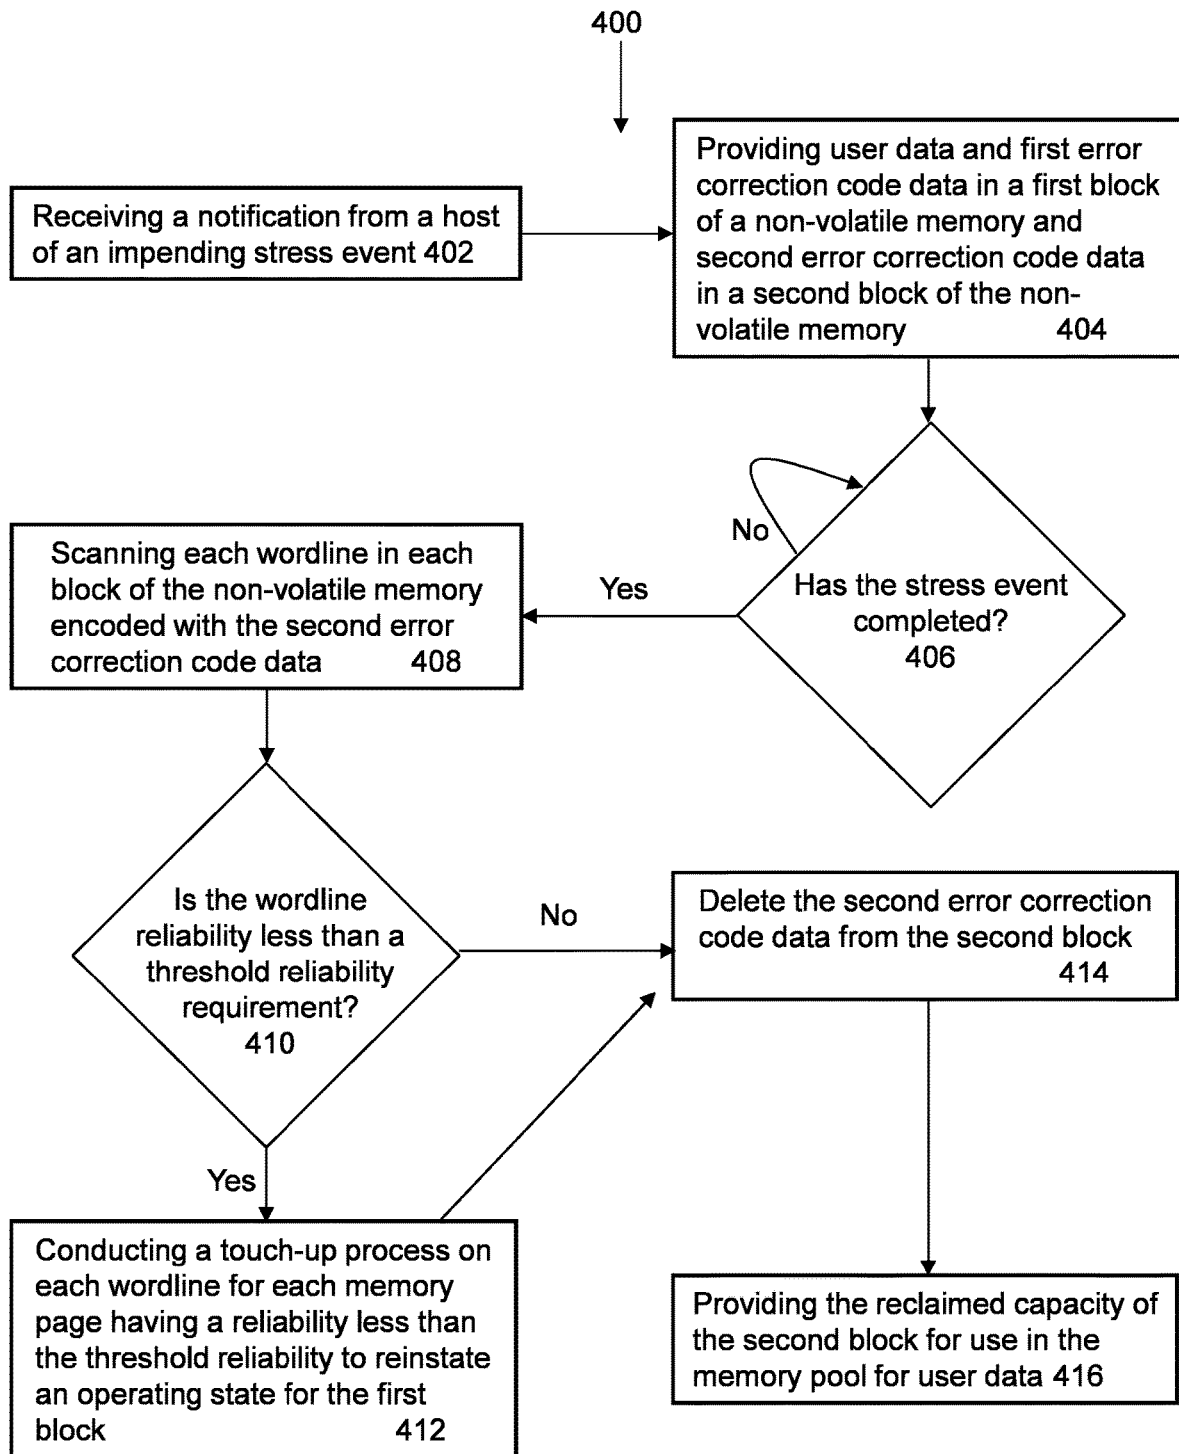 400
Receiving a notification from a host
of an impending stress event 402
Providing user data and first error
correction code data in a first block
of a non-volatile memory and
second error correction code data
in a second block of the non-
volatile memory 404
No
Has the stress event
completed?
406
Yes
Scanning each wordline in each
block of the non-volatile memory
encoded with the second error
correction code data 408
Is the wordline
reliability less than a
threshold reliability
requirement?
410
No
Delete the second error correction
code data from the second block
414
Yes
Conducting a touch-up process on
each wordline for each memory
page having a reliability less than
the threshold reliability to reinstate
an operating state for the first
block 412
Providing the reclaimed capacity of
the second block for use in the
memory pool for user data 416